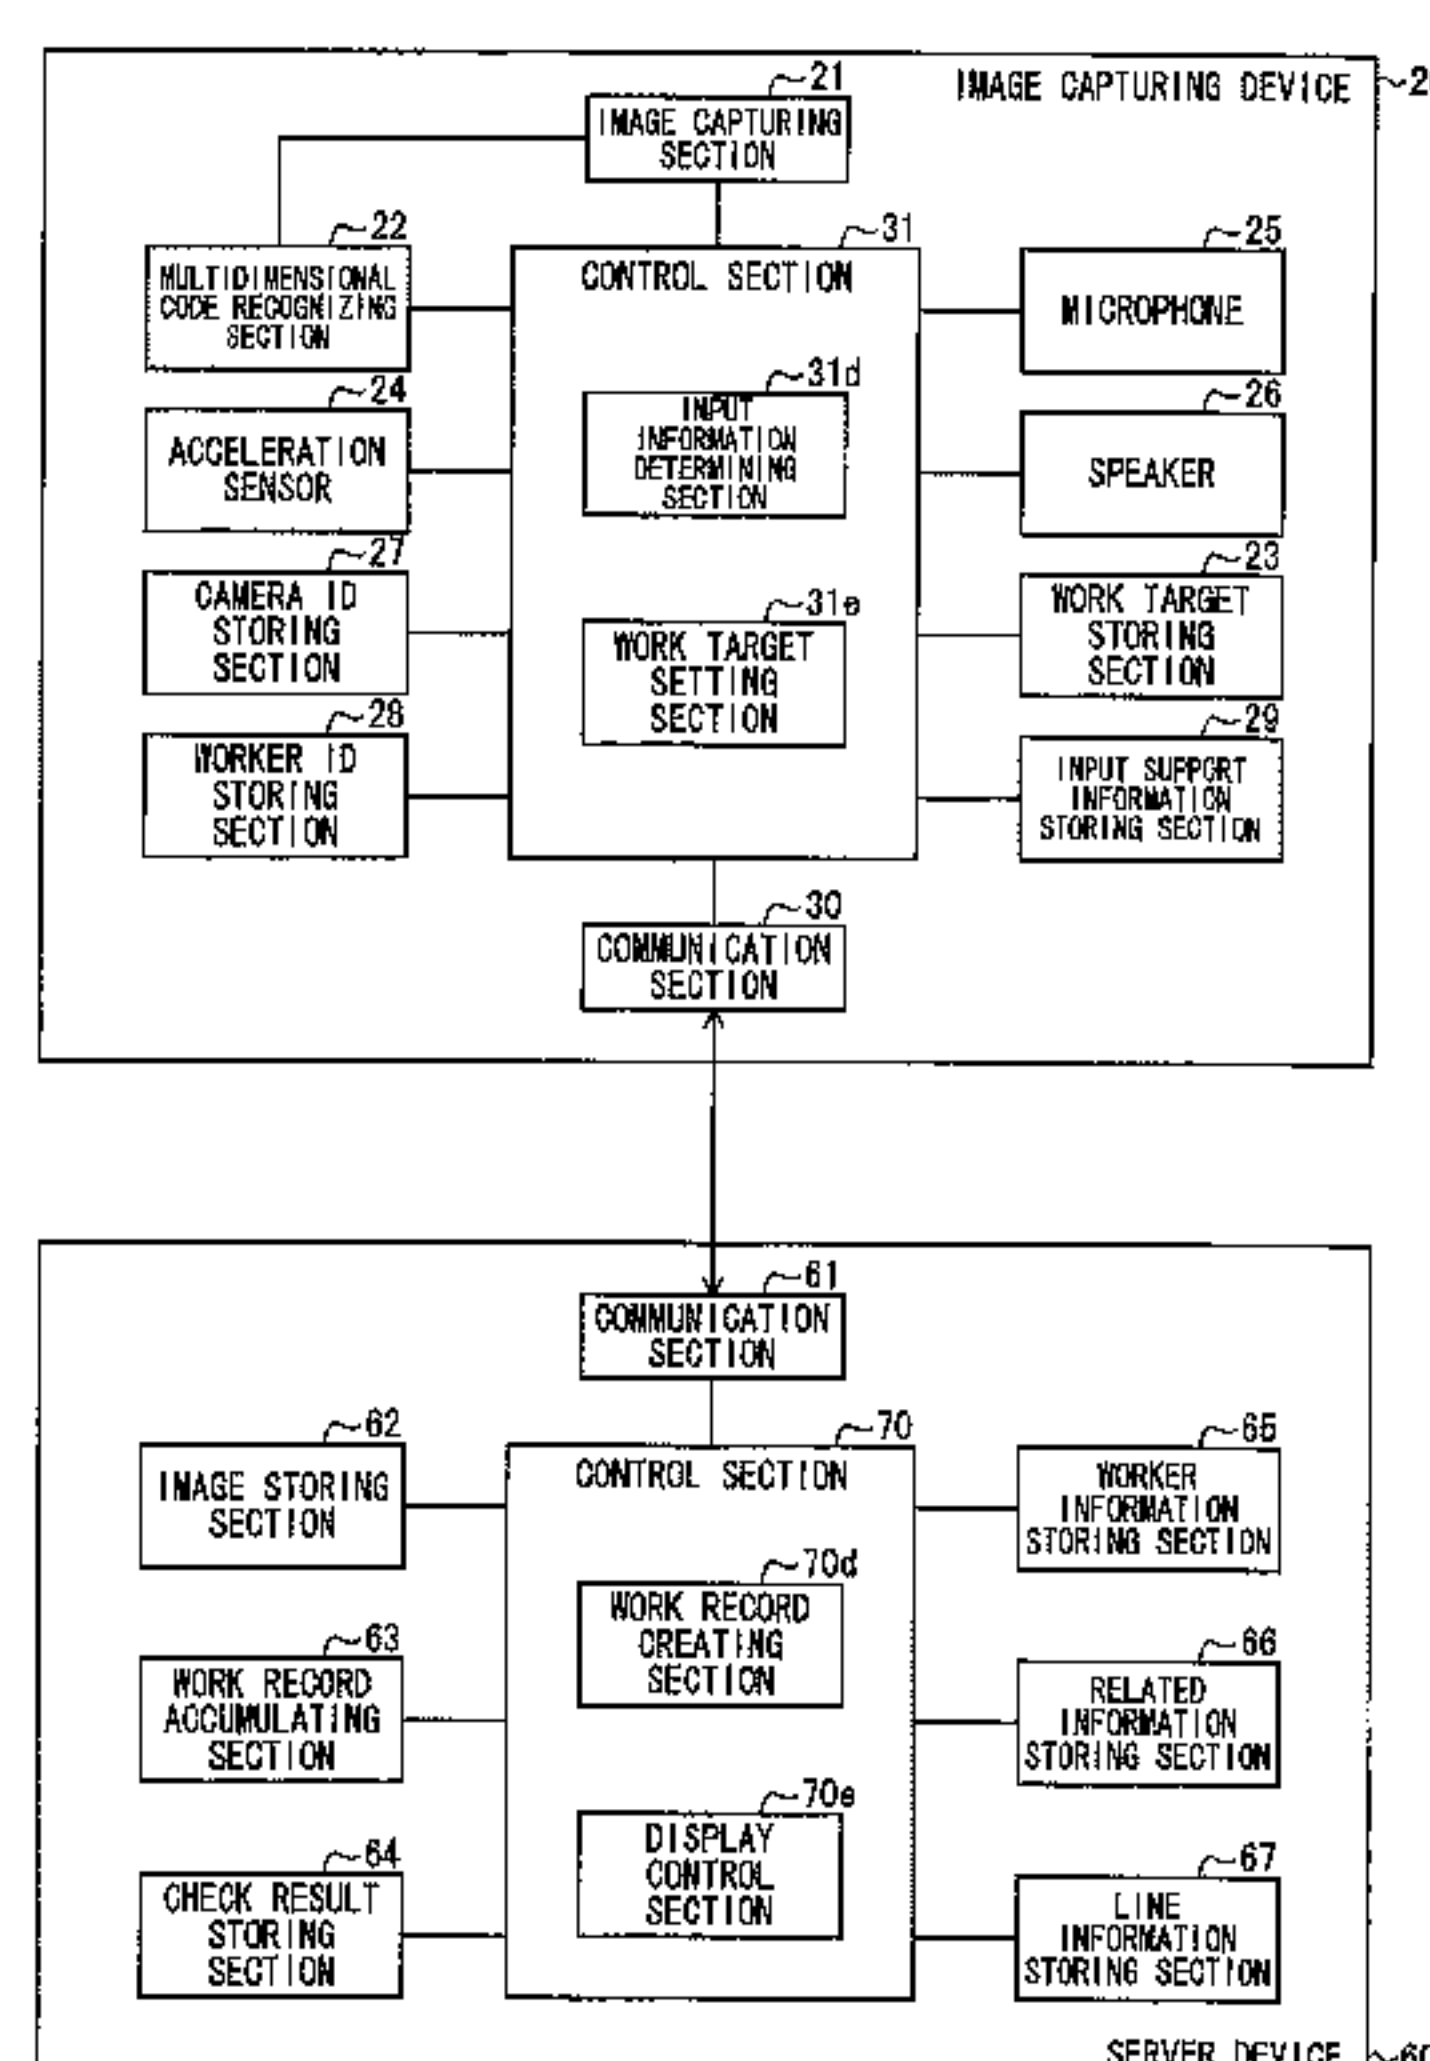 IMAGE CAPTURING DEVICE
21
IMAGE CAPTURING
SECTION
22
MULTIDIMENSIONAL
CODE RECOGNIZING
SECTION
31
CONTROL SECTION
25
MICROPHONE
24
ACCELERATION
SENSOR
31d
INPUT
INFORMATION
DETERMINING
SECTION
26
SPEAKER
27
CAMERA ID
STORING
SECTION
31e
WORK TARGET
SETTING
SECTION
23
WORK TARGET
STORING
SECTION
28
WORKER ID
STORING
SECTION
29
INPUT SUPPORT
INFORMATION
STORING SECTION
30
COMMUNICATION
SECTION
61
COMMUNICATION
SECTION
62
IMAGE STORING
SECTION
70
CONTROL SECTION
65
WORKER
INFORMATION
STORING SECTION
70d
WORK RECORD
CREATING
SECTION
63
WORK RECORD
ACCUMULATING
SECTION
66
RELATED
INFORMATION
STORING SECTION
70e
DISPLAY
CONTROL
SECTION
64
CHECK RESULT
STORING
SECTION
67
LINE
INFORMATION
STORING SECTION
SERVER DEVICE